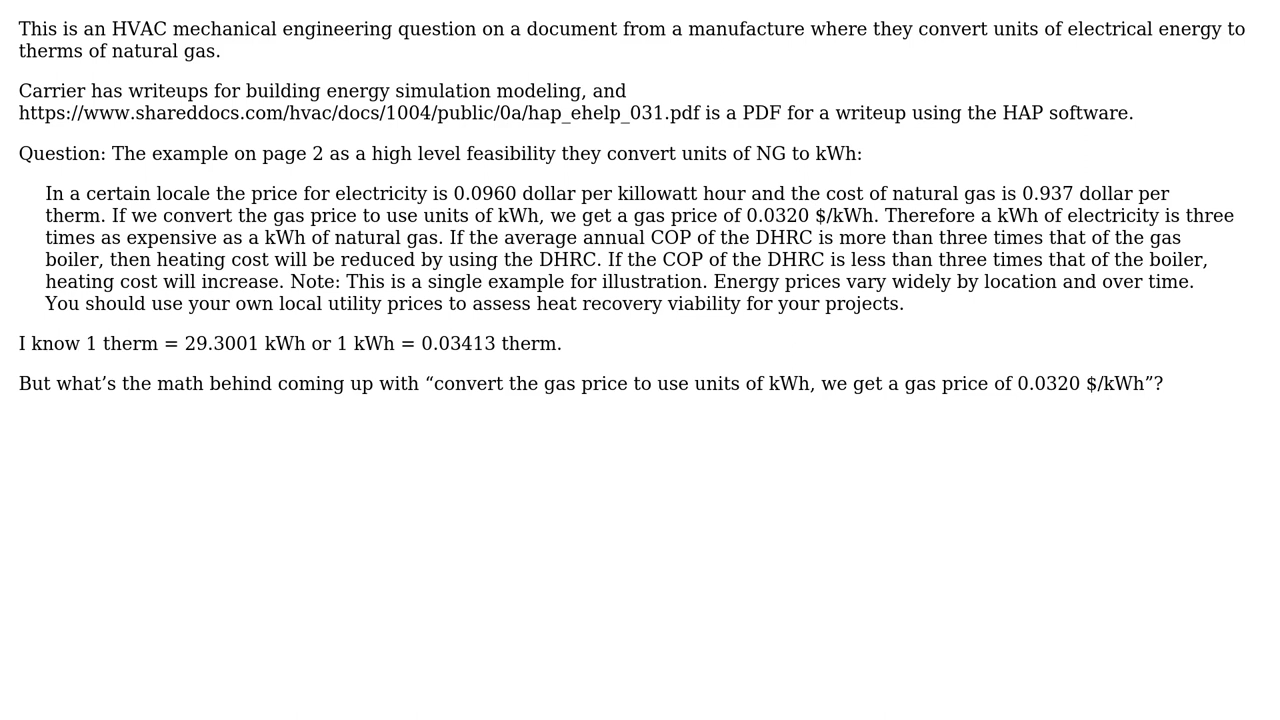 This is an HVAC mechanical engineering question on a document from a manufacture where they convert units of electrical energy to
therms of natural gas.
Carrier has writeups for building energy simulation modeling, and
https://www.shareddocs.com/hvac/docs/1004/public/0a/hap_ehelp_031.pdf is a PDF for a writeup using the HAP software.
Question: The example on page 2 as a high level feasibility they convert units of NG to kWh:
In a certain locale the price for electricity is 0.0960 dollar per killowatt hour and the cost of natural gas is 0.937 dollar per
therm. If we convert the gas price to use units of kWh, we get a gas price of 0.0320 $/kWh. Therefore a kWh of electricity is three
times as expensive as a kWh of natural gas. If the average annual COP of the DHRC is more than three times that of the gas
boiler, then heating cost will be reduced by using the DHRC. If the COP of the DHRC is less than three times that of the boiler,
heating cost will increase. Note: This is a single example for illustration. Energy prices vary widely by location and over time.
You should use your own local utility prices to assess heat recovery viability for your projects.
I know 1 therm = 29.3001 kWh or 1 kWh = 0.03413 therm.
But what’s the math behind coming up with “convert the gas price to use units of kWh, we get a gas price of 0.0320 $/kWh”?